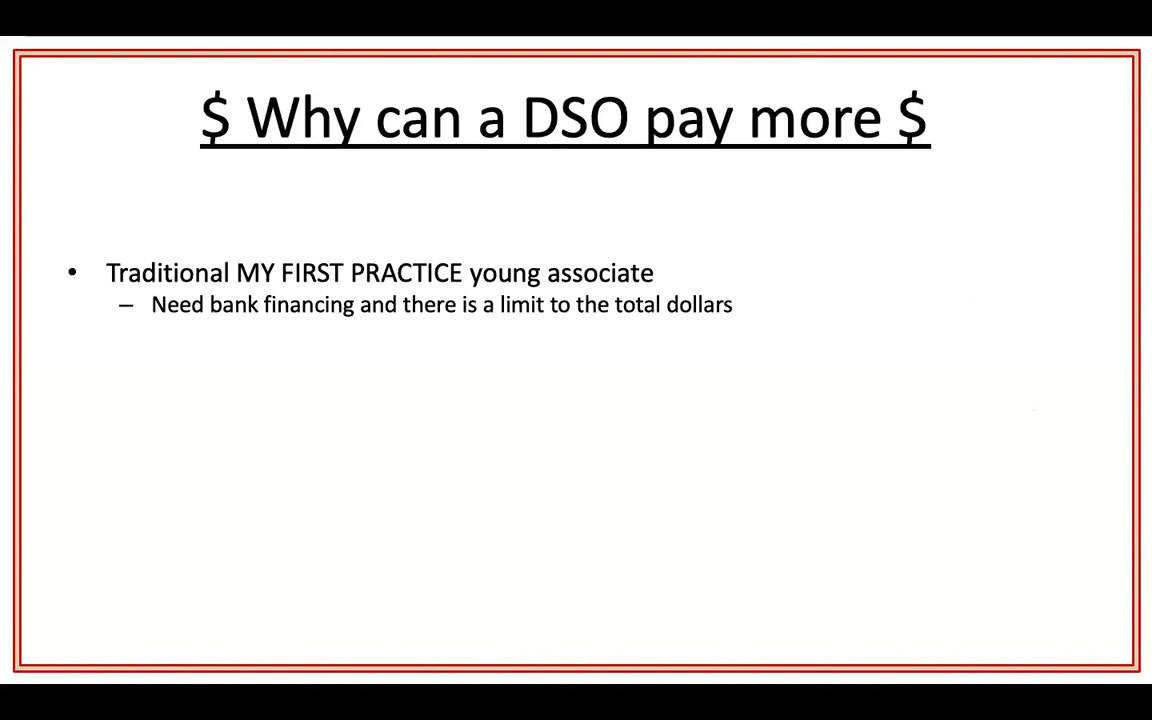 $ Why can a DSO pay more $
• Traditional MY FIRST PRACTICE young associate
– Need bank financing and there is a limit to the total dollars